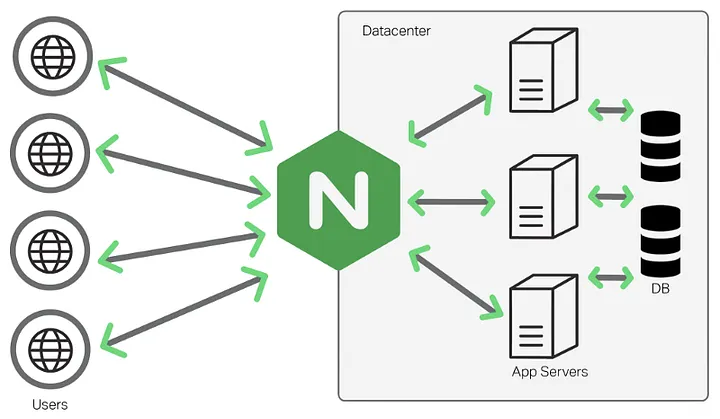 Datacenter
N
DB
App Servers
Users